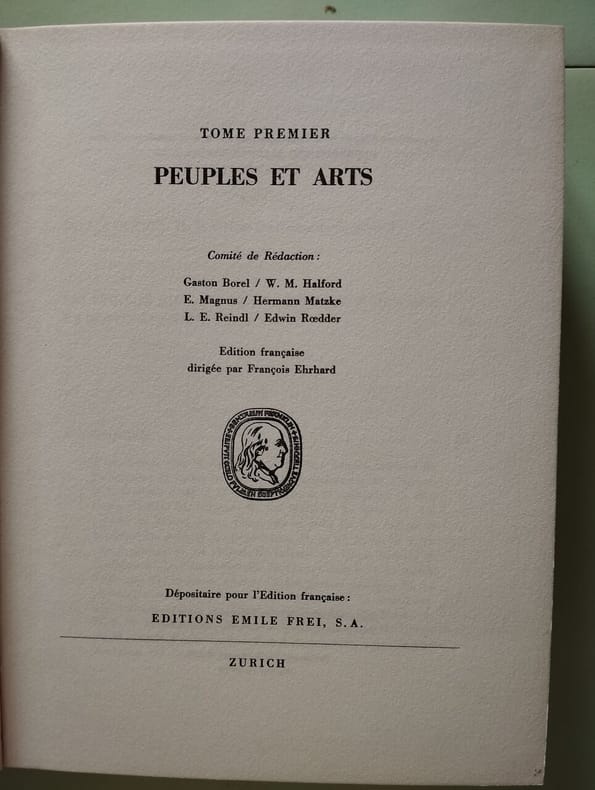 TOME PREMIER
PEUPLES ET ARTS
Comité de Rédaction :
Gaston Borel / W. M. Halford
E. Magnus / Hermann Matzke
L. E. Reindl / Edwin Rœdder
Edition française
dirigée par François Ehrhard
Dépositaire pour l'Edition française :
EDITIONS EMILE FREI, S.A.
ZURICH